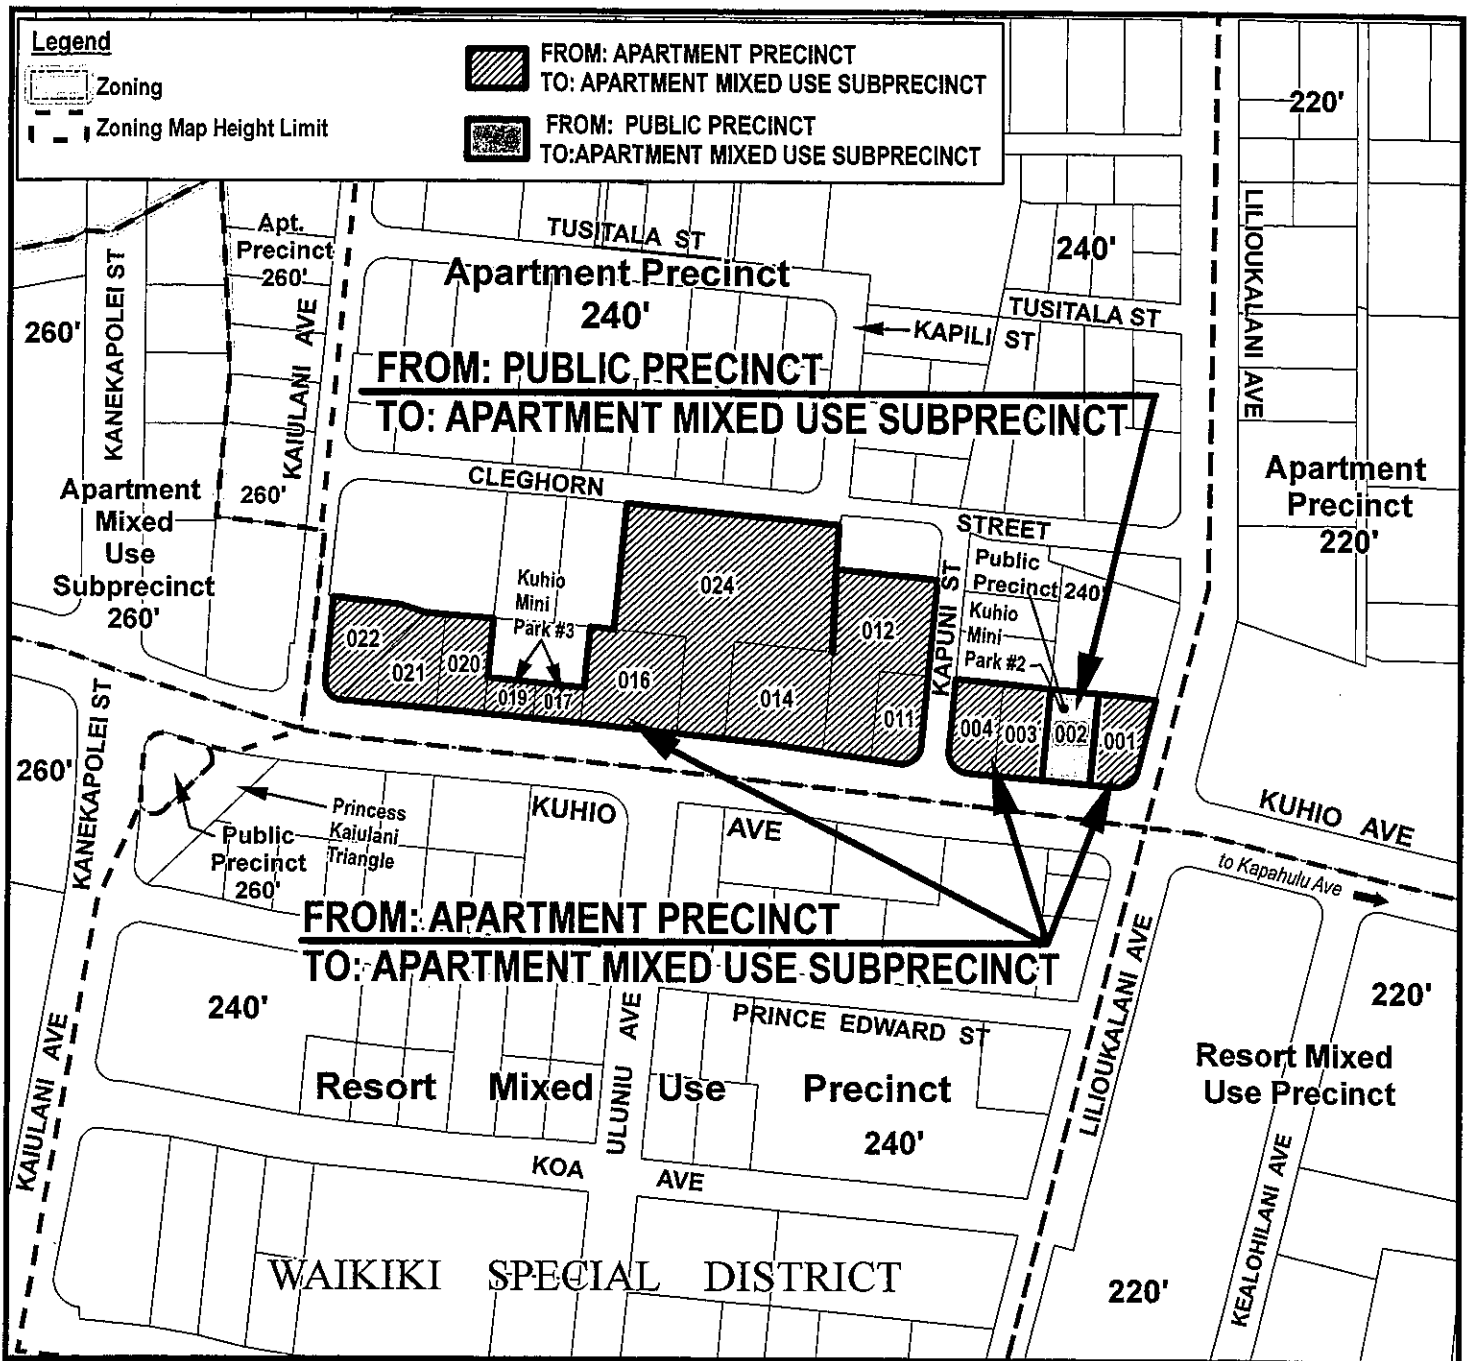 Legend
Zoning
Zoning Map Height Limit
FROM: APARTMENT PRECINCT
TO: APARTMENT MIXED USE SUBPRECINCT
FROM: PUBLIC PRECINCT
TO:APARTMENT MIXED USE SUBPRECINCT
220'
KANEKAPOLEI ST
Apt.
Precinct
260'
KAIULANI AVE
TUSITALA ST
Apartment Precinct
240'
240'
TUSITALA ST
LILIOUKALANI AVE
260'
KAPILI ST
FROM: PUBLIC PRECINCT
TO: APARTMENT MIXED USE SUBPRECINCT
CLEGHORN
STREET
260'
Apartment
Mixed
Use
Subprecinct
260'
Apartment
Precinct
220'
Kuhio
Mini
Park #3
Public
Precinct 240'
Kuhio
Mini
Park #2
KAPUNI ST
024
012
022
021
020
019
017
016
014
011
004
003
002
001
KANEKAPOLEI ST
260'
Public
Precinct
260'
Princess
Kaiulani
Triangle
KUHIO
AVE
KUHIO AVE
to Kapahulu Ave
FROM: APARTMENT PRECINCT
TO: APARTMENT MIXED USE SUBPRECINCT
240'
KAIULANI AVE
ULUNIU AVE
PRINCE EDWARD ST
LILIOUKALANI AVE
220'
Resort Mixed Use Precinct
240'
Resort Mixed
Use Precinct
KOA
AVE
KEALOHILANI AVE
WAIKIKI SPECIAL DISTRICT
220'